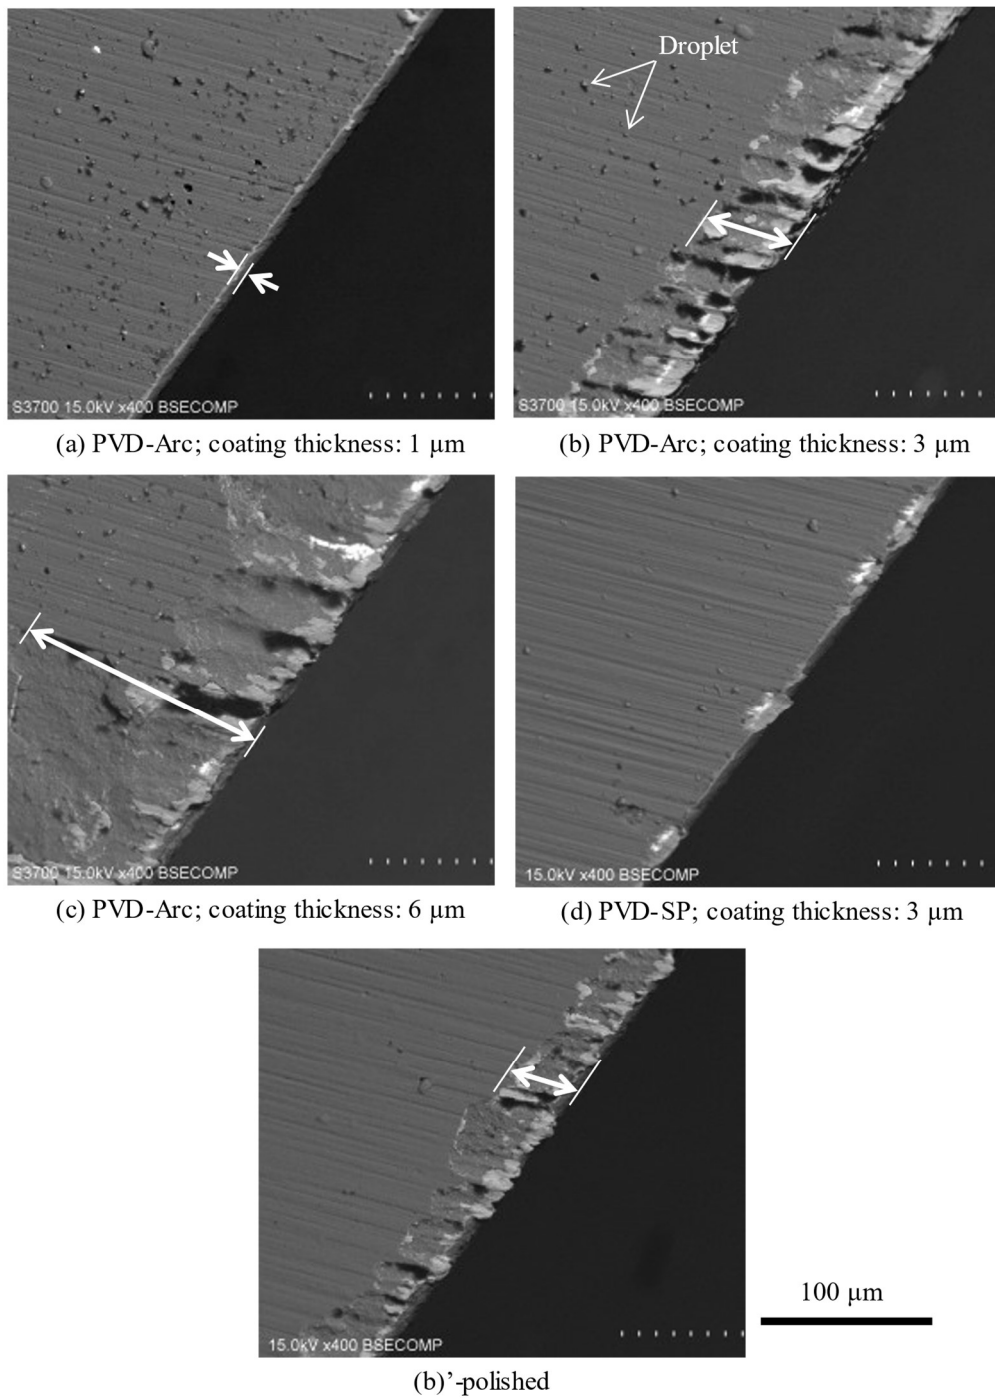 Droplet
S3700 15.0kV x400 BSECOMP
S3700 15.0kV x400 BSECOMP
(a) PVD-Arc; coating thickness: 1 µm
(b) PVD-Arc; coating thickness: 3 µm
S3700 15.0kV x400 BSECOMP
15.0kV x400 BSECOMP
(c) PVD-Arc; coating thickness: 6 µm
(d) PVD-SP; coating thickness: 3 µm
100 µm
15.0kV x400 BSECOMP
(b)’-polished